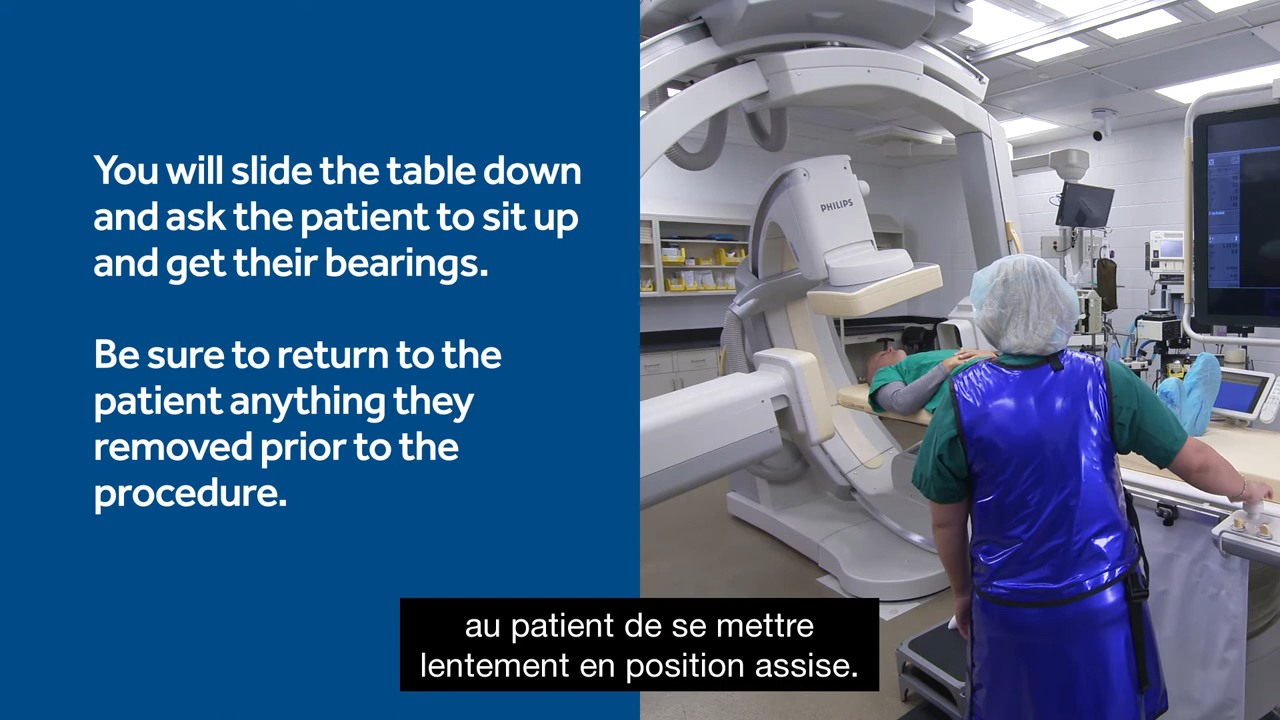 You will slide the table down
and ask the patient to sit up
and get their bearings.
Be sure to return to the
patient anything they
removed prior to the
procedure.
PHILIPS
au patient de se mettre
lentement en position assise.